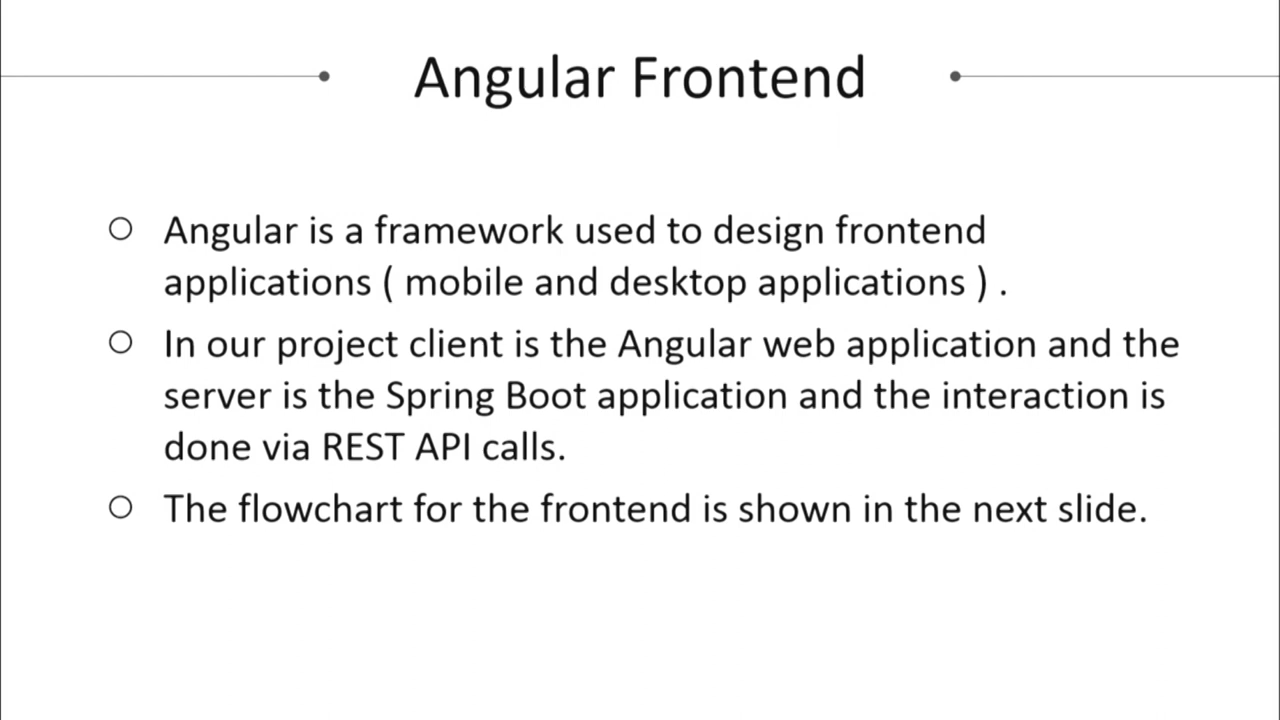 Angular Frontend
Angular is a framework used to design frontend
applications ( mobile and desktop applications ) .
In our project client is the Angular web application and the
server is the Spring Boot application and the interaction is
done via REST API calls.
The flowchart for the frontend is shown in the next slide.